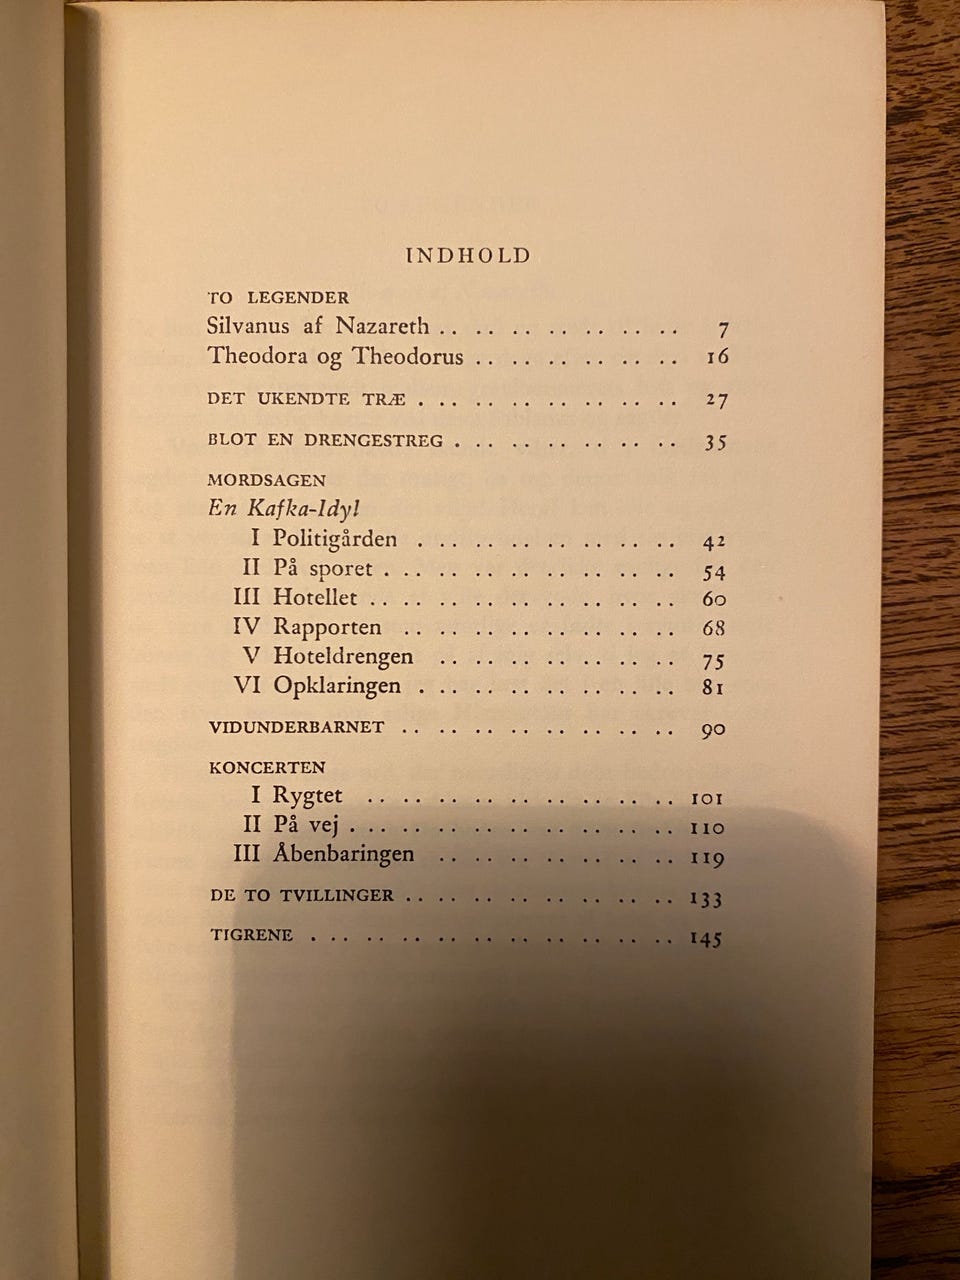 INDHOLD
TO LEGENDER
Silvanus af Nazareth . . . . . . . . . . . . 7
Theodora og Theodorus . . . . . . . . . . . 16
DET UKENDTE TRÆ . . . . . . . . . . . . . 27
BLOT EN DRENGESTREG . . . . . . . . . . . 35
MORDSAGEN
En Kafka-Idyl
I Politigården . . . . . . . . . . . . . 42
II På sporet . . . . . . . . . . . . . . 54
III Hotellet . . . . . . . . . . . . . . 60
IV Rapporten . . . . . . . . . . . . . 68
V Hoteldrengen . . . . . . . . . . . . 75
VI Opklaringen . . . . . . . . . . . . . 81
VIDUNDERBARNET . . . . . . . . . . . . . 90
KONCERTEN
I Rygtet . . . . . . . . . . . . . . . 101
II På vej . . . . . . . . . . . . . . . 110
III Åbenbaringen . . . . . . . . . . . . 119
DE TO TVILLINGER . . . . . . . . . . . . . 133
TIGRENE . . . . . . . . . . . . . . . . . 145